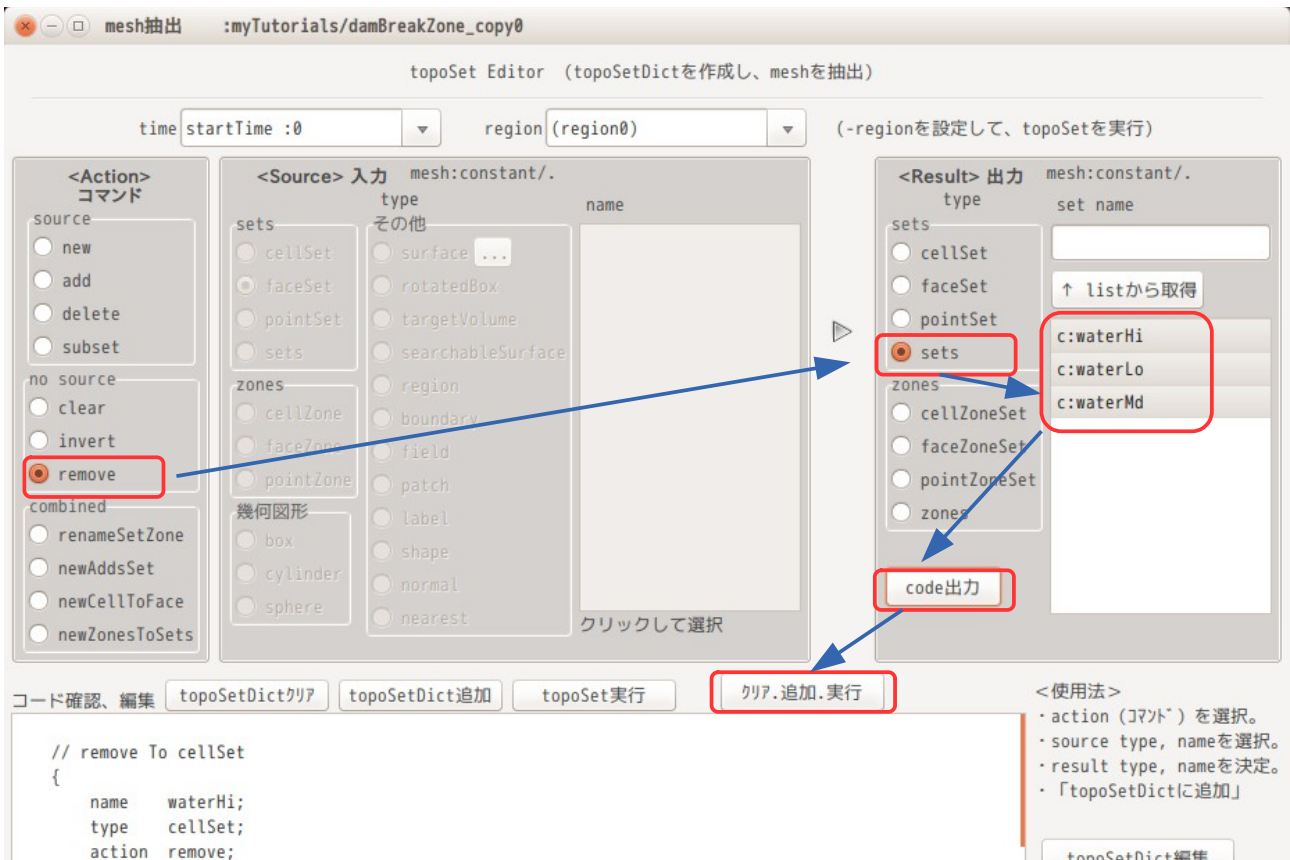 mesh抽出 :myTutorials/damBreakZone_copy0
topoSet Editor (topoSetDictを作成し、meshを抽出)
time startTime :0 region (region0) (-regionを設定して、topoSetを実行)
<Action>
コマンド
source
new
add
delete
subset
no source
clear
invert
remove
combined
renameSetZone
newAddsSet
newCellToFace
newZonesToSets
<Source> 入力 mesh:constant/.
type
name
sets
cellSet
faceSet
pointSet
sets
zones
cellZone
faceZone
pointZone
幾何図形
box
cylinder
sphere
その他
surface ...
rotatedBox
targetVolume
searchableSurface
region
boundary
field
patch
label
shape
normal
nearest
クリックして選択
<Result> 出力 mesh:constant/.
type
set name
sets
cellSet
faceSet
pointSet
sets
zones
cellZoneSet
faceZoneSet
pointZoneSet
zones
code出力
↑ listから取得
c:waterHi
c:waterLo
c:waterMd
コード確認、編集 topoSetDictｸﾘｱ topoSetDict追加 topoSet実行 ｸﾘｱ.追加.実行
// remove To cellSet
{
name waterHi;
type cellSet;
action remove;
<使用法>
・action (ｺﾏﾝﾄﾞ) を選択。
・source type, nameを選択。
・result type, nameを決定。
・「topoSetDictに追加」
topoSetDict編集